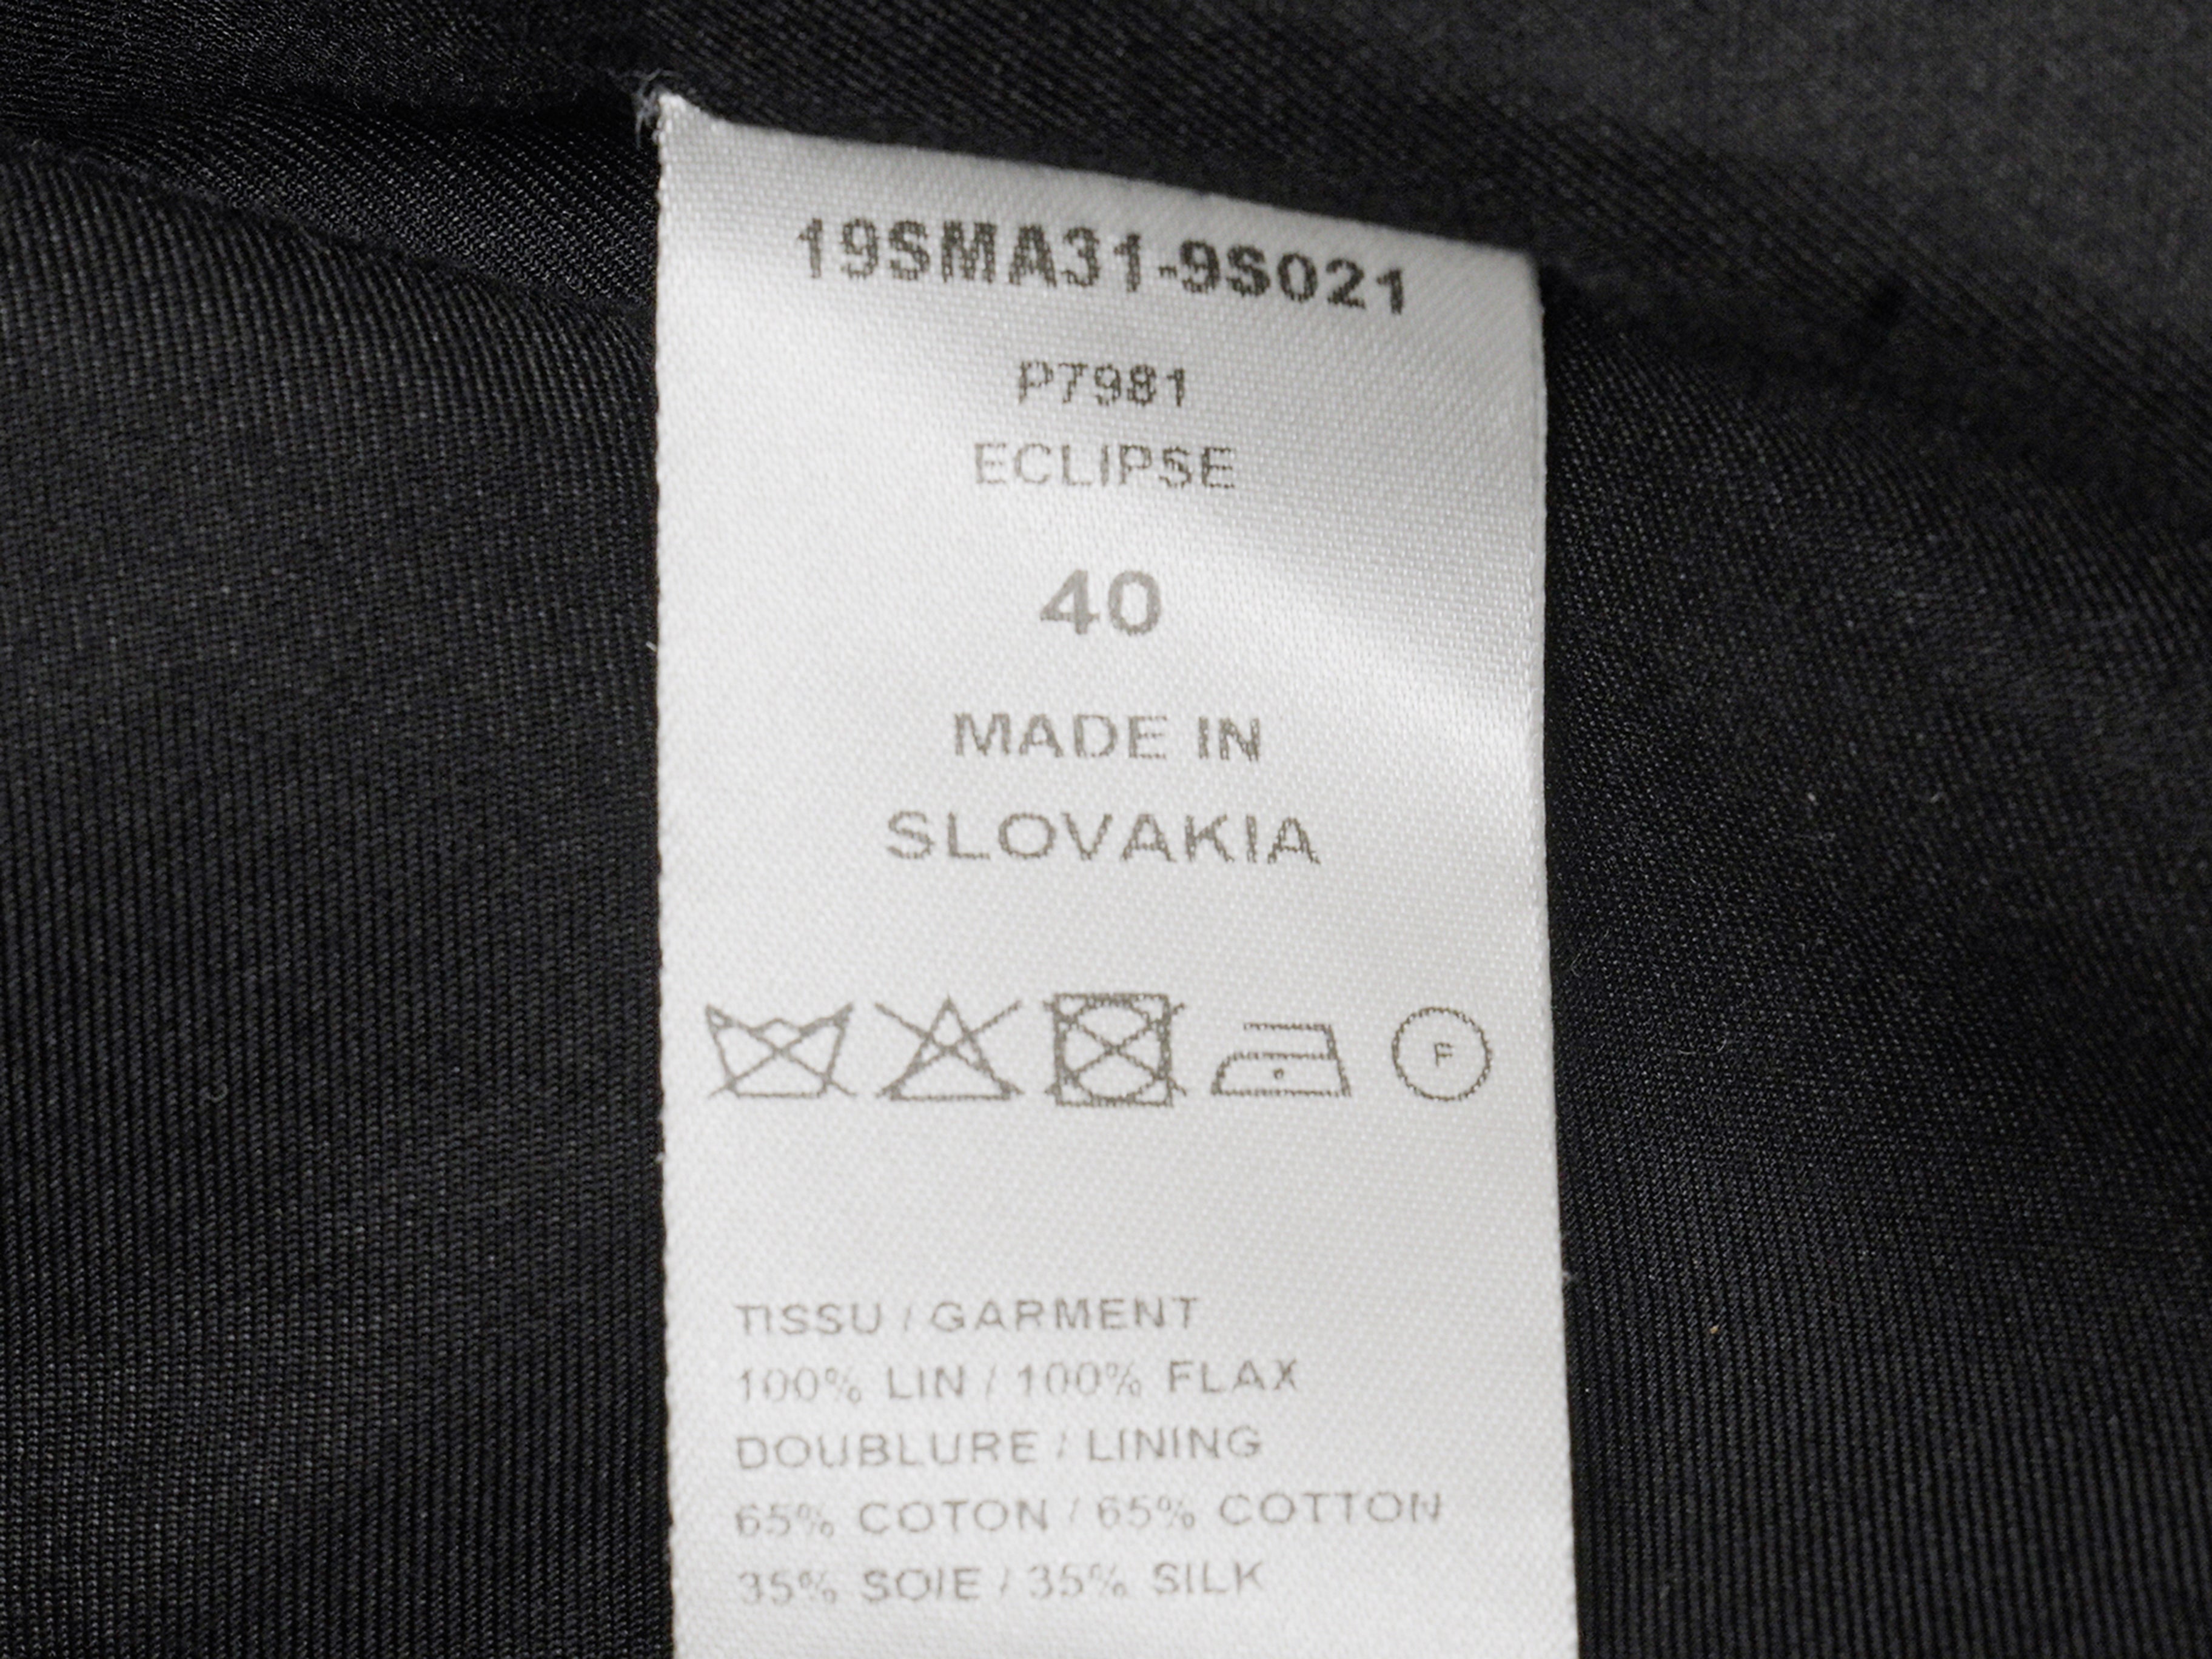 19SMA31-9S021
P7981
ECLIPSE
40
MADE IN
SLOVAKIA
F
TISSU / GARMENT
100% LIN / 100% FLAX
DOUBLURE / LINING
65% COTON / 65% COTTON
35% SOIE / 35% SILK